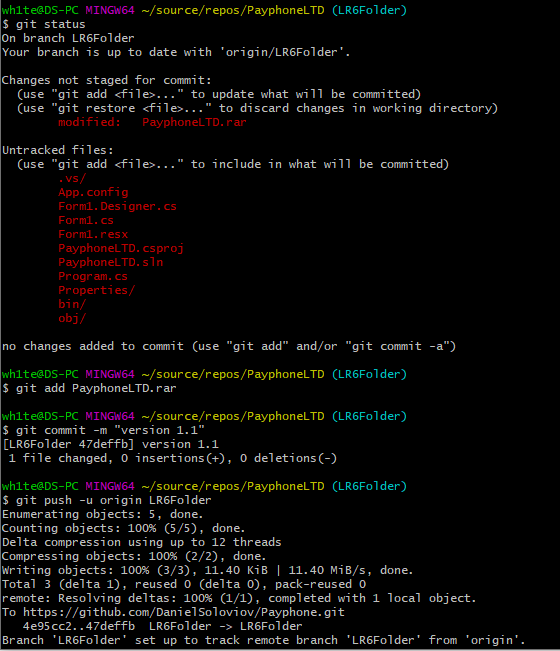 wh1te@DS-PC MINGW64 ~/source/repos/PayphoneLTD (LR6Folder)
$ git status
On branch LR6Folder
Your branch is up to date with 'origin/LR6Folder'.

Changes not staged for commit:
  (use "git add <file>..." to update what will be committed)
  (use "git restore <file>..." to discard changes in working directory)
        modified:   PayphoneLTD.rar

Untracked files:
  (use "git add <file>..." to include in what will be committed)
        .vs/
        App.config
        Form1.Designer.cs
        Form1.cs
        Form1.resx
        PayphoneLTD.csproj
        PayphoneLTD.sln
        Program.cs
        Properties/
        bin/
        obj/

no changes added to commit (use "git add" and/or "git commit -a")

wh1te@DS-PC MINGW64 ~/source/repos/PayphoneLTD (LR6Folder)
$ git add PayphoneLTD.rar

wh1te@DS-PC MINGW64 ~/source/repos/PayphoneLTD (LR6Folder)
$ git commit -m "version 1.1"
[LR6Folder 47deffb] version 1.1
 1 file changed, 0 insertions(+), 0 deletions(-)

wh1te@DS-PC MINGW64 ~/source/repos/PayphoneLTD (LR6Folder)
$ git push -u origin LR6Folder
Enumerating objects: 5, done.
Counting objects: 100% (5/5), done.
Delta compression using up to 12 threads
Compressing objects: 100% (2/2), done.
Writing objects: 100% (3/3), 11.40 KiB | 11.40 MiB/s, done.
Total 3 (delta 1), reused 0 (delta 0), pack-reused 0
remote: Resolving deltas: 100% (1/1), completed with 1 local object.
To https://github.com/DanielSoloviov/Payphone.git
   4e95cc2..47deffb  LR6Folder -> LR6Folder
Branch 'LR6Folder' set up to track remote branch 'LR6Folder' from 'origin'.